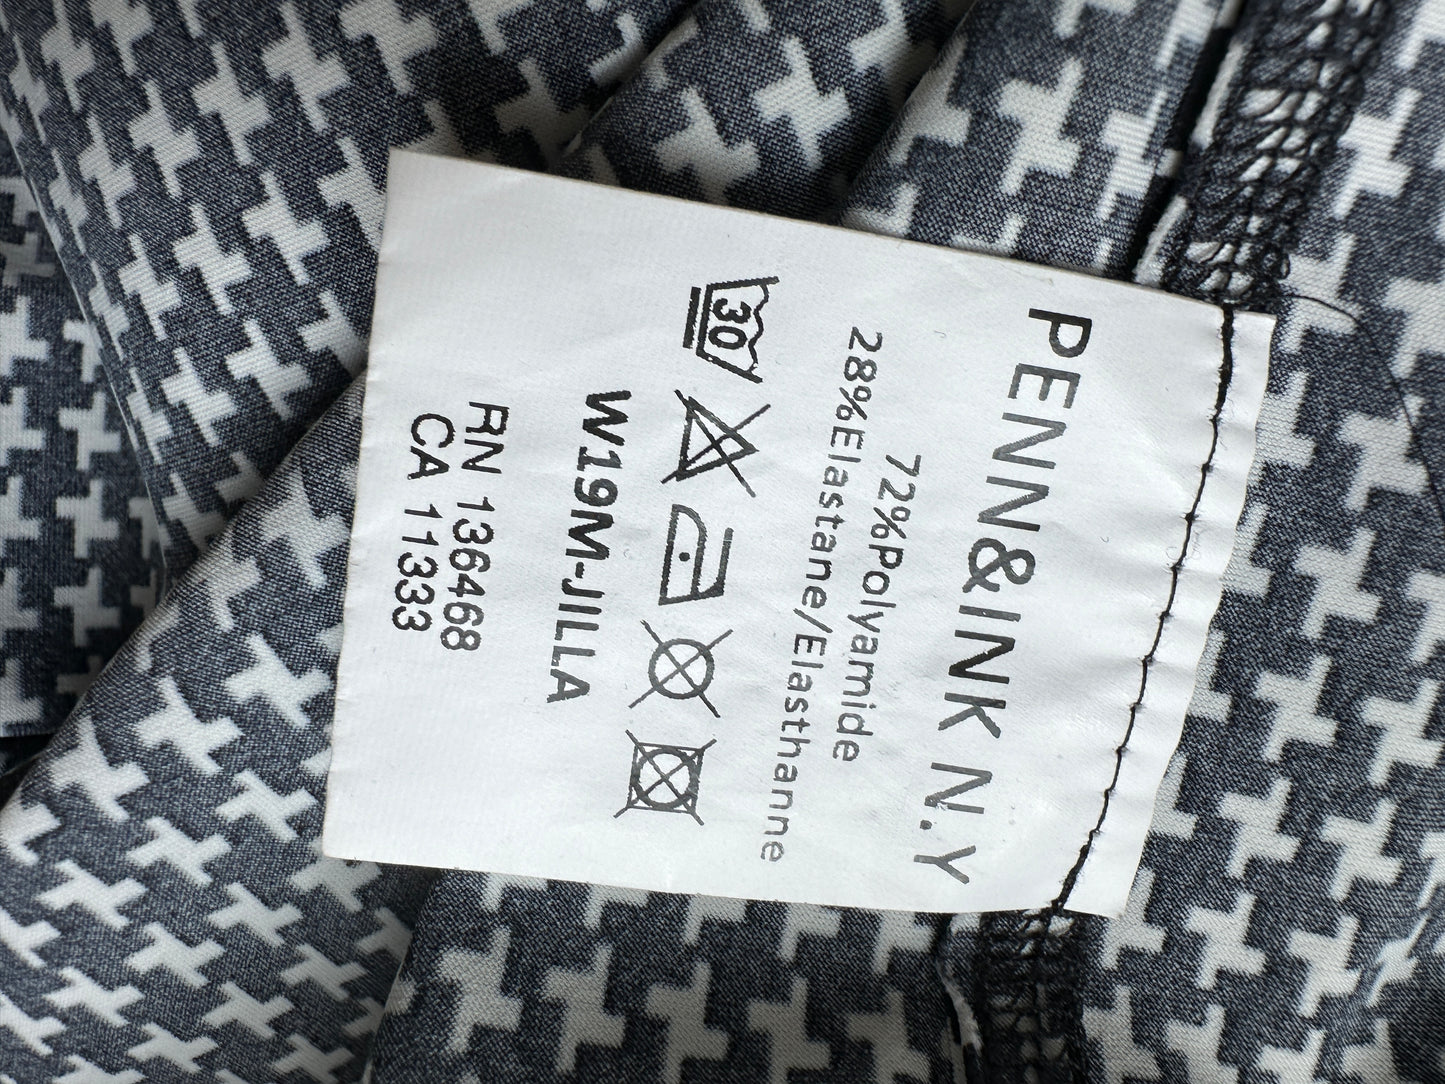 PENN&INK N.Y
72%Polyamide
28%Elastane/Elasthanne
30
W19M-JILLA
RN 136468
CA 11333